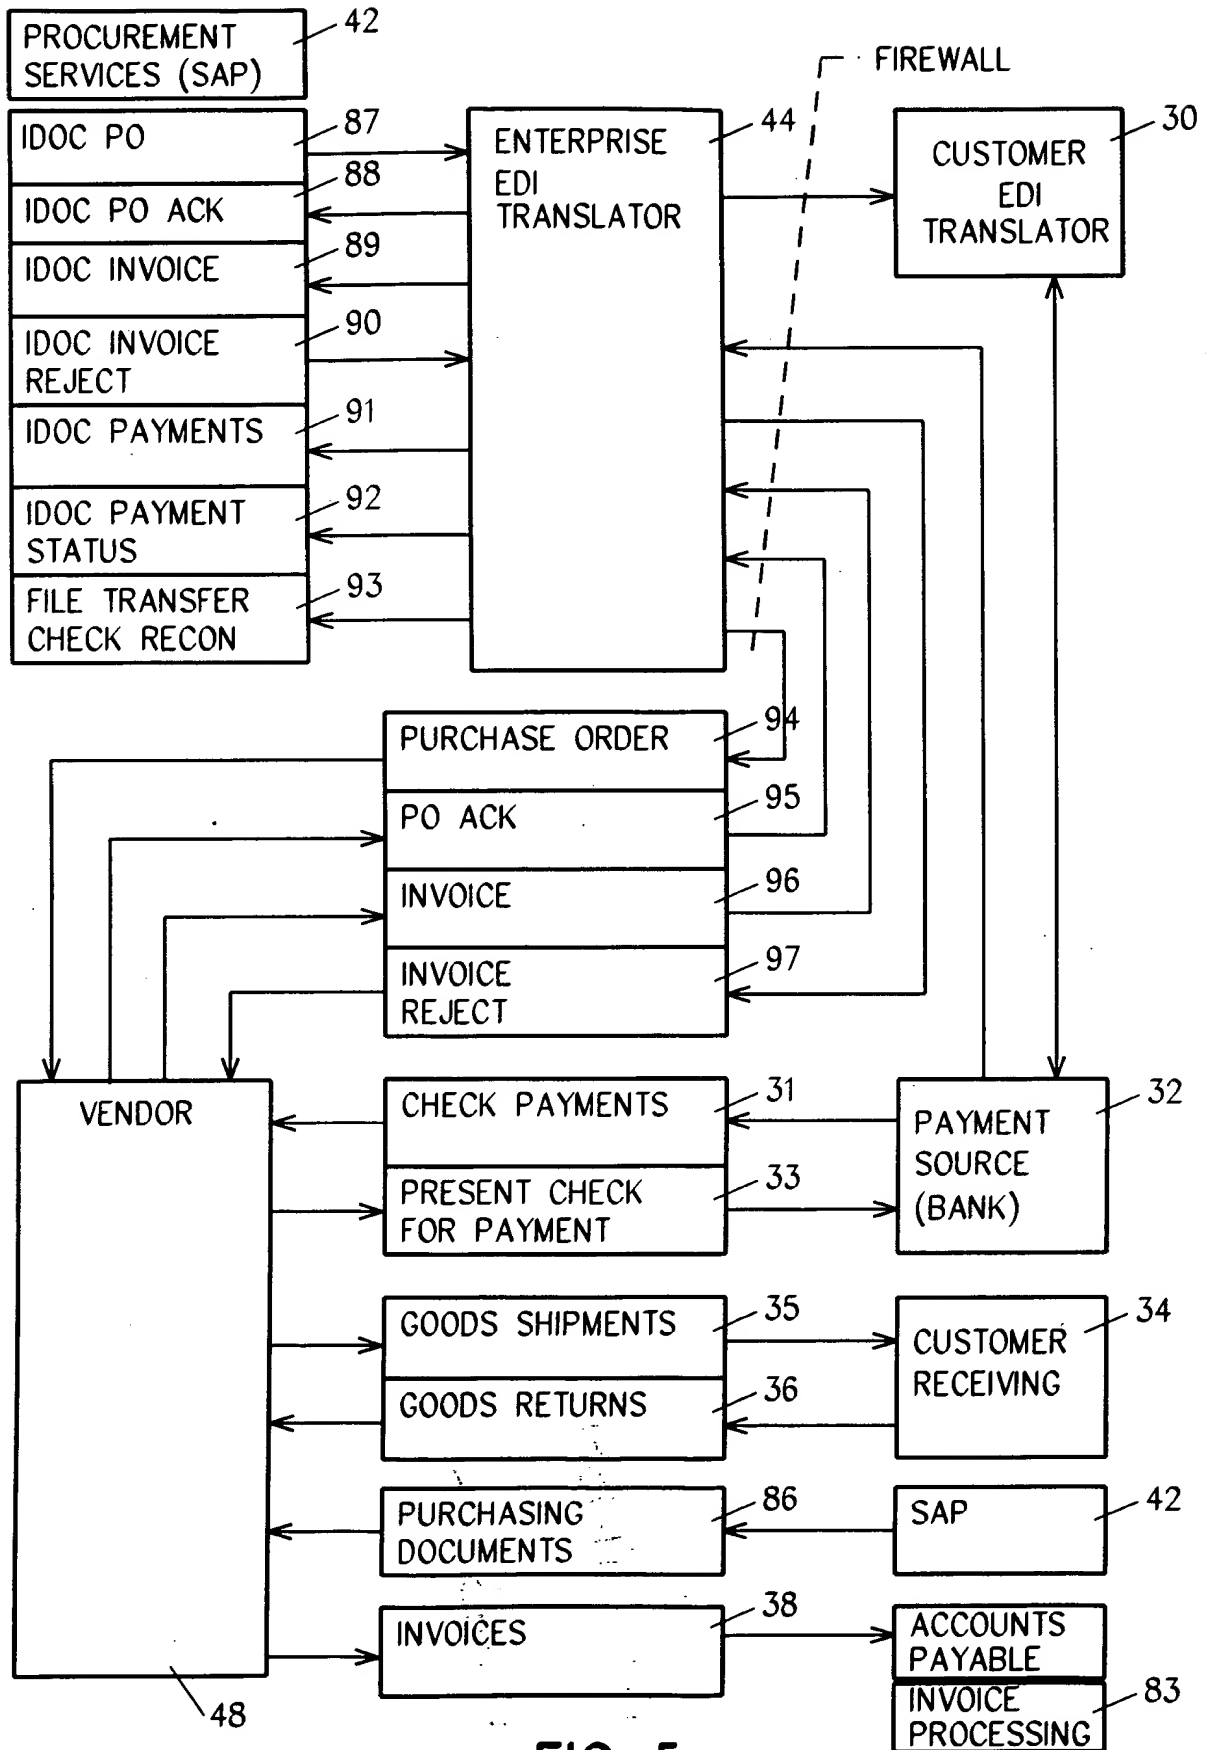 PROCUREMENT
SERVICES (SAP)
42
FIREWALL
IDOC PO
87
IDOC PO ACK
88
IDOC INVOICE
89
IDOC INVOICE
REJECT
90
IDOC PAYMENTS
91
IDOC PAYMENT
STATUS
92
FILE TRANSFER
CHECK RECON
93
ENTERPRISE
EDI
TRANSLATOR
44
CUSTOMER
EDI
TRANSLATOR
30
PURCHASE ORDER
94
PO ACK
95
INVOICE
96
INVOICE
REJECT
97
VENDOR
48
CHECK PAYMENTS
31
PRESENT CHECK
FOR PAYMENT
33
PAYMENT
SOURCE
(BANK)
32
GOODS SHIPMENTS
35
GOODS RETURNS
36
CUSTOMER
RECEIVING
34
PURCHASING
DOCUMENTS
86
SAP
42
INVOICES
38
ACCOUNTS
PAYABLE
INVOICE
PROCESSING
83
FIG. 5